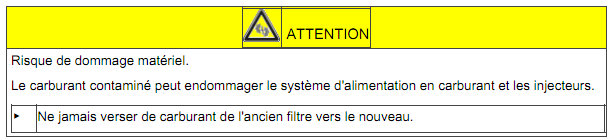 ATTENTION
Risque de dommage matériel.
Le carburant contaminé peut endommager le système d'alimentation en carburant et les injecteurs.
Ne jamais verser de carburant de l'ancien filtre vers le nouveau.